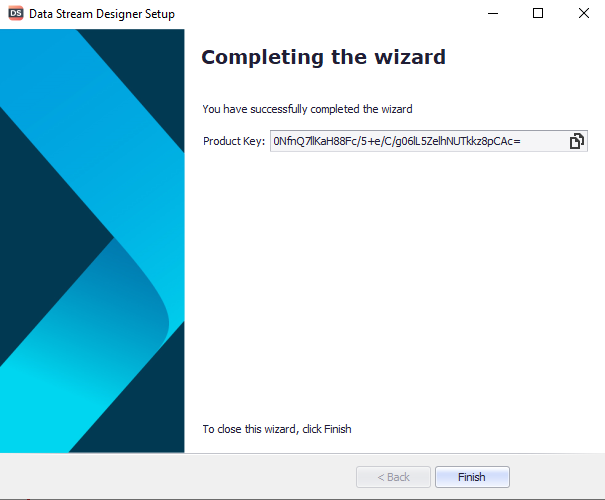 DS Data Stream Designer Setup
Completing the wizard
You have successfully completed the wizard
Product Key: 0NfnQ7llKaH88Fc/5+e/C/g06lL5ZelhNUTkkz8pCAc=
To close this wizard, click Finish
< Back Finish